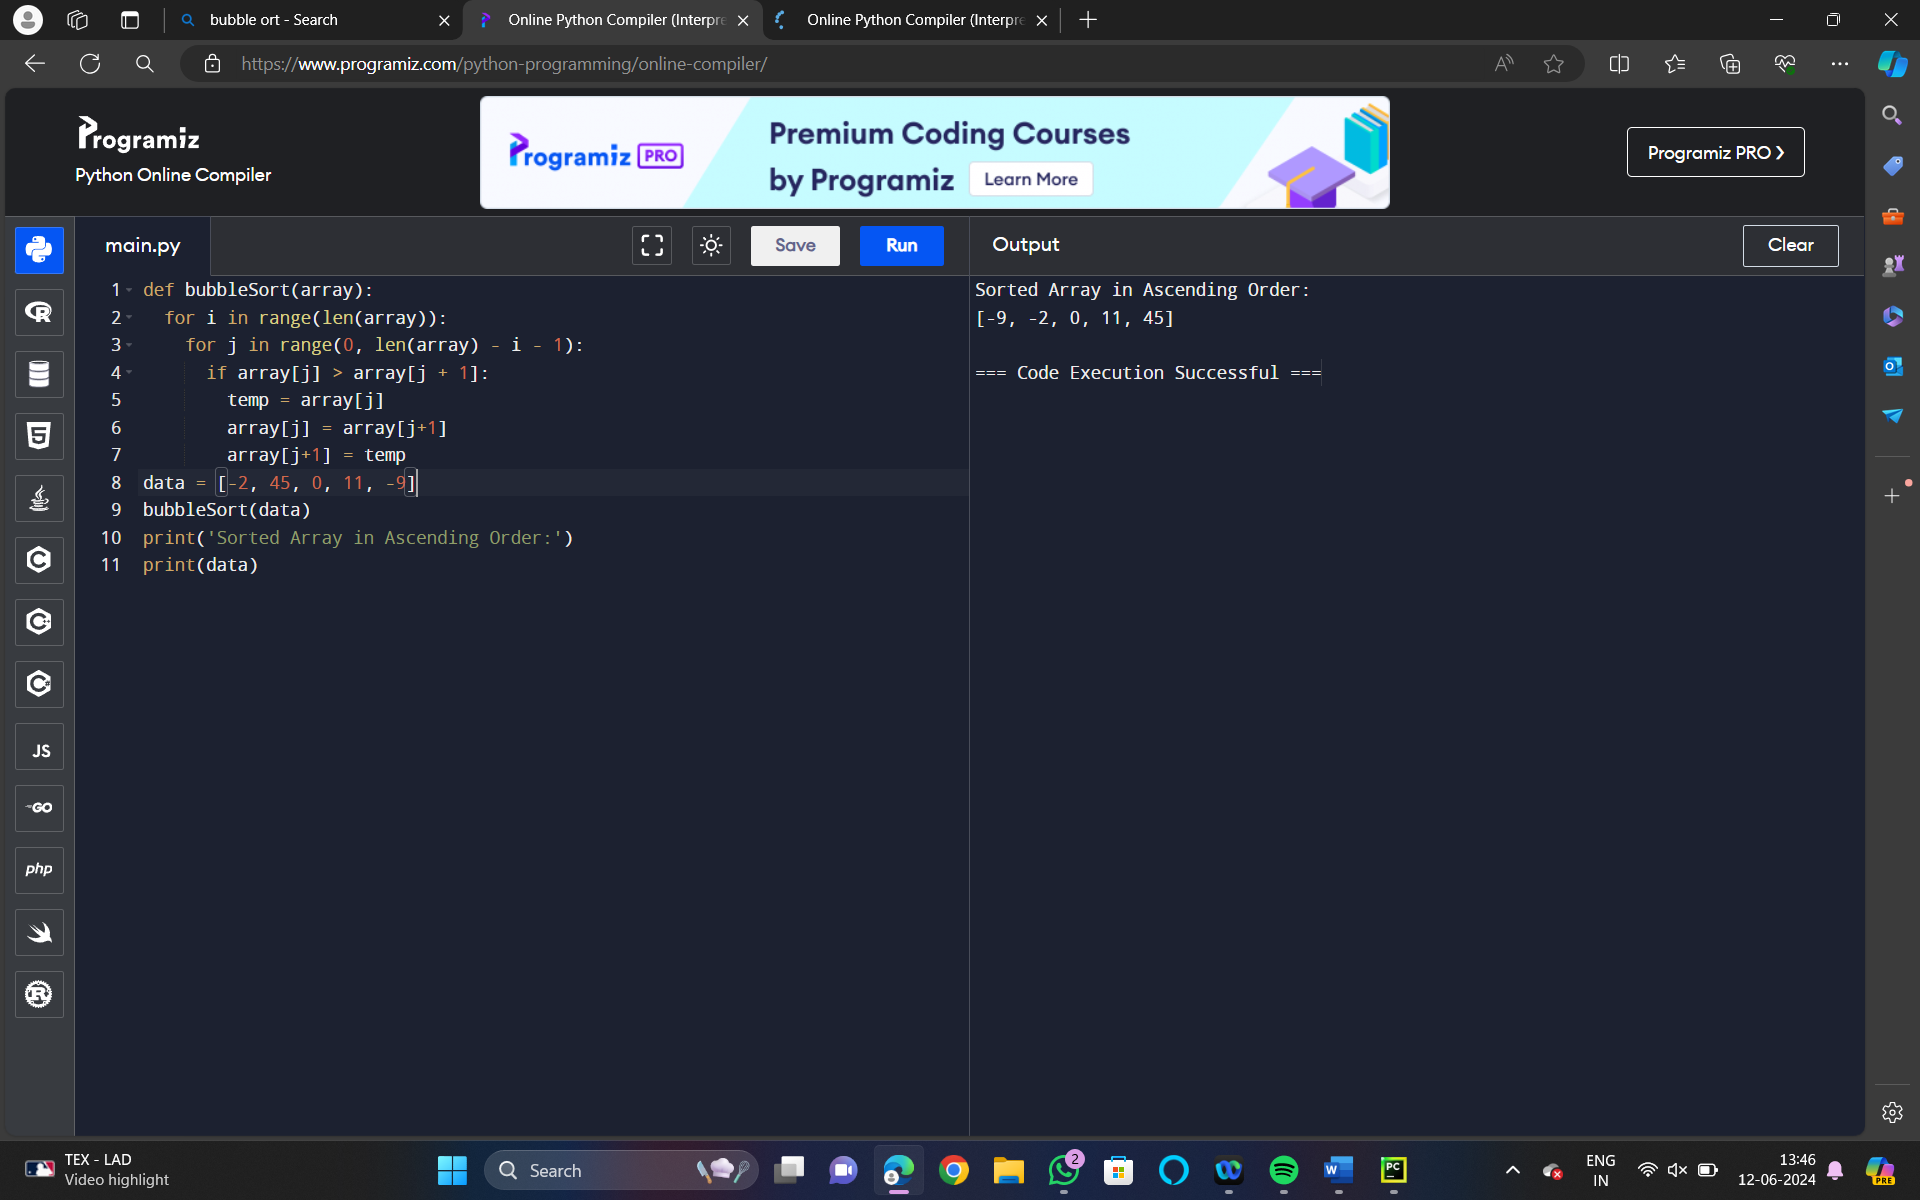 bubble ort - Search
Online Python Compiler (Interpre
Online Python Compiler (Interpre
https://www.programiz.com/python-programming/online-compiler/
Programiz
Python Online Compiler
Programiz PRO
Premium Coding Courses
by Programiz
Learn More
Programiz PRO ❯
main.py
Save
Run
Output
Clear
1 def bubbleSort(array):
2   for i in range(len(array)):
3     for j in range(0, len(array) - i - 1):
4       if array[j] > array[j + 1]:
5         temp = array[j]
6         array[j] = array[j+1]
7         array[j+1] = temp
8 data = [-2, 45, 0, 11, -9]
9 bubbleSort(data)
10 print('Sorted Array in Ascending Order:')
11 print(data)
Sorted Array in Ascending Order:
[-9, -2, 0, 11, 45]
=== Code Execution Successful ===
R
5
C
C
C
JS
GO
php
R
TEX - LAD
Video highlight
Search
2
W
PC
ENG
IN
13:46
12-06-2024
PRE